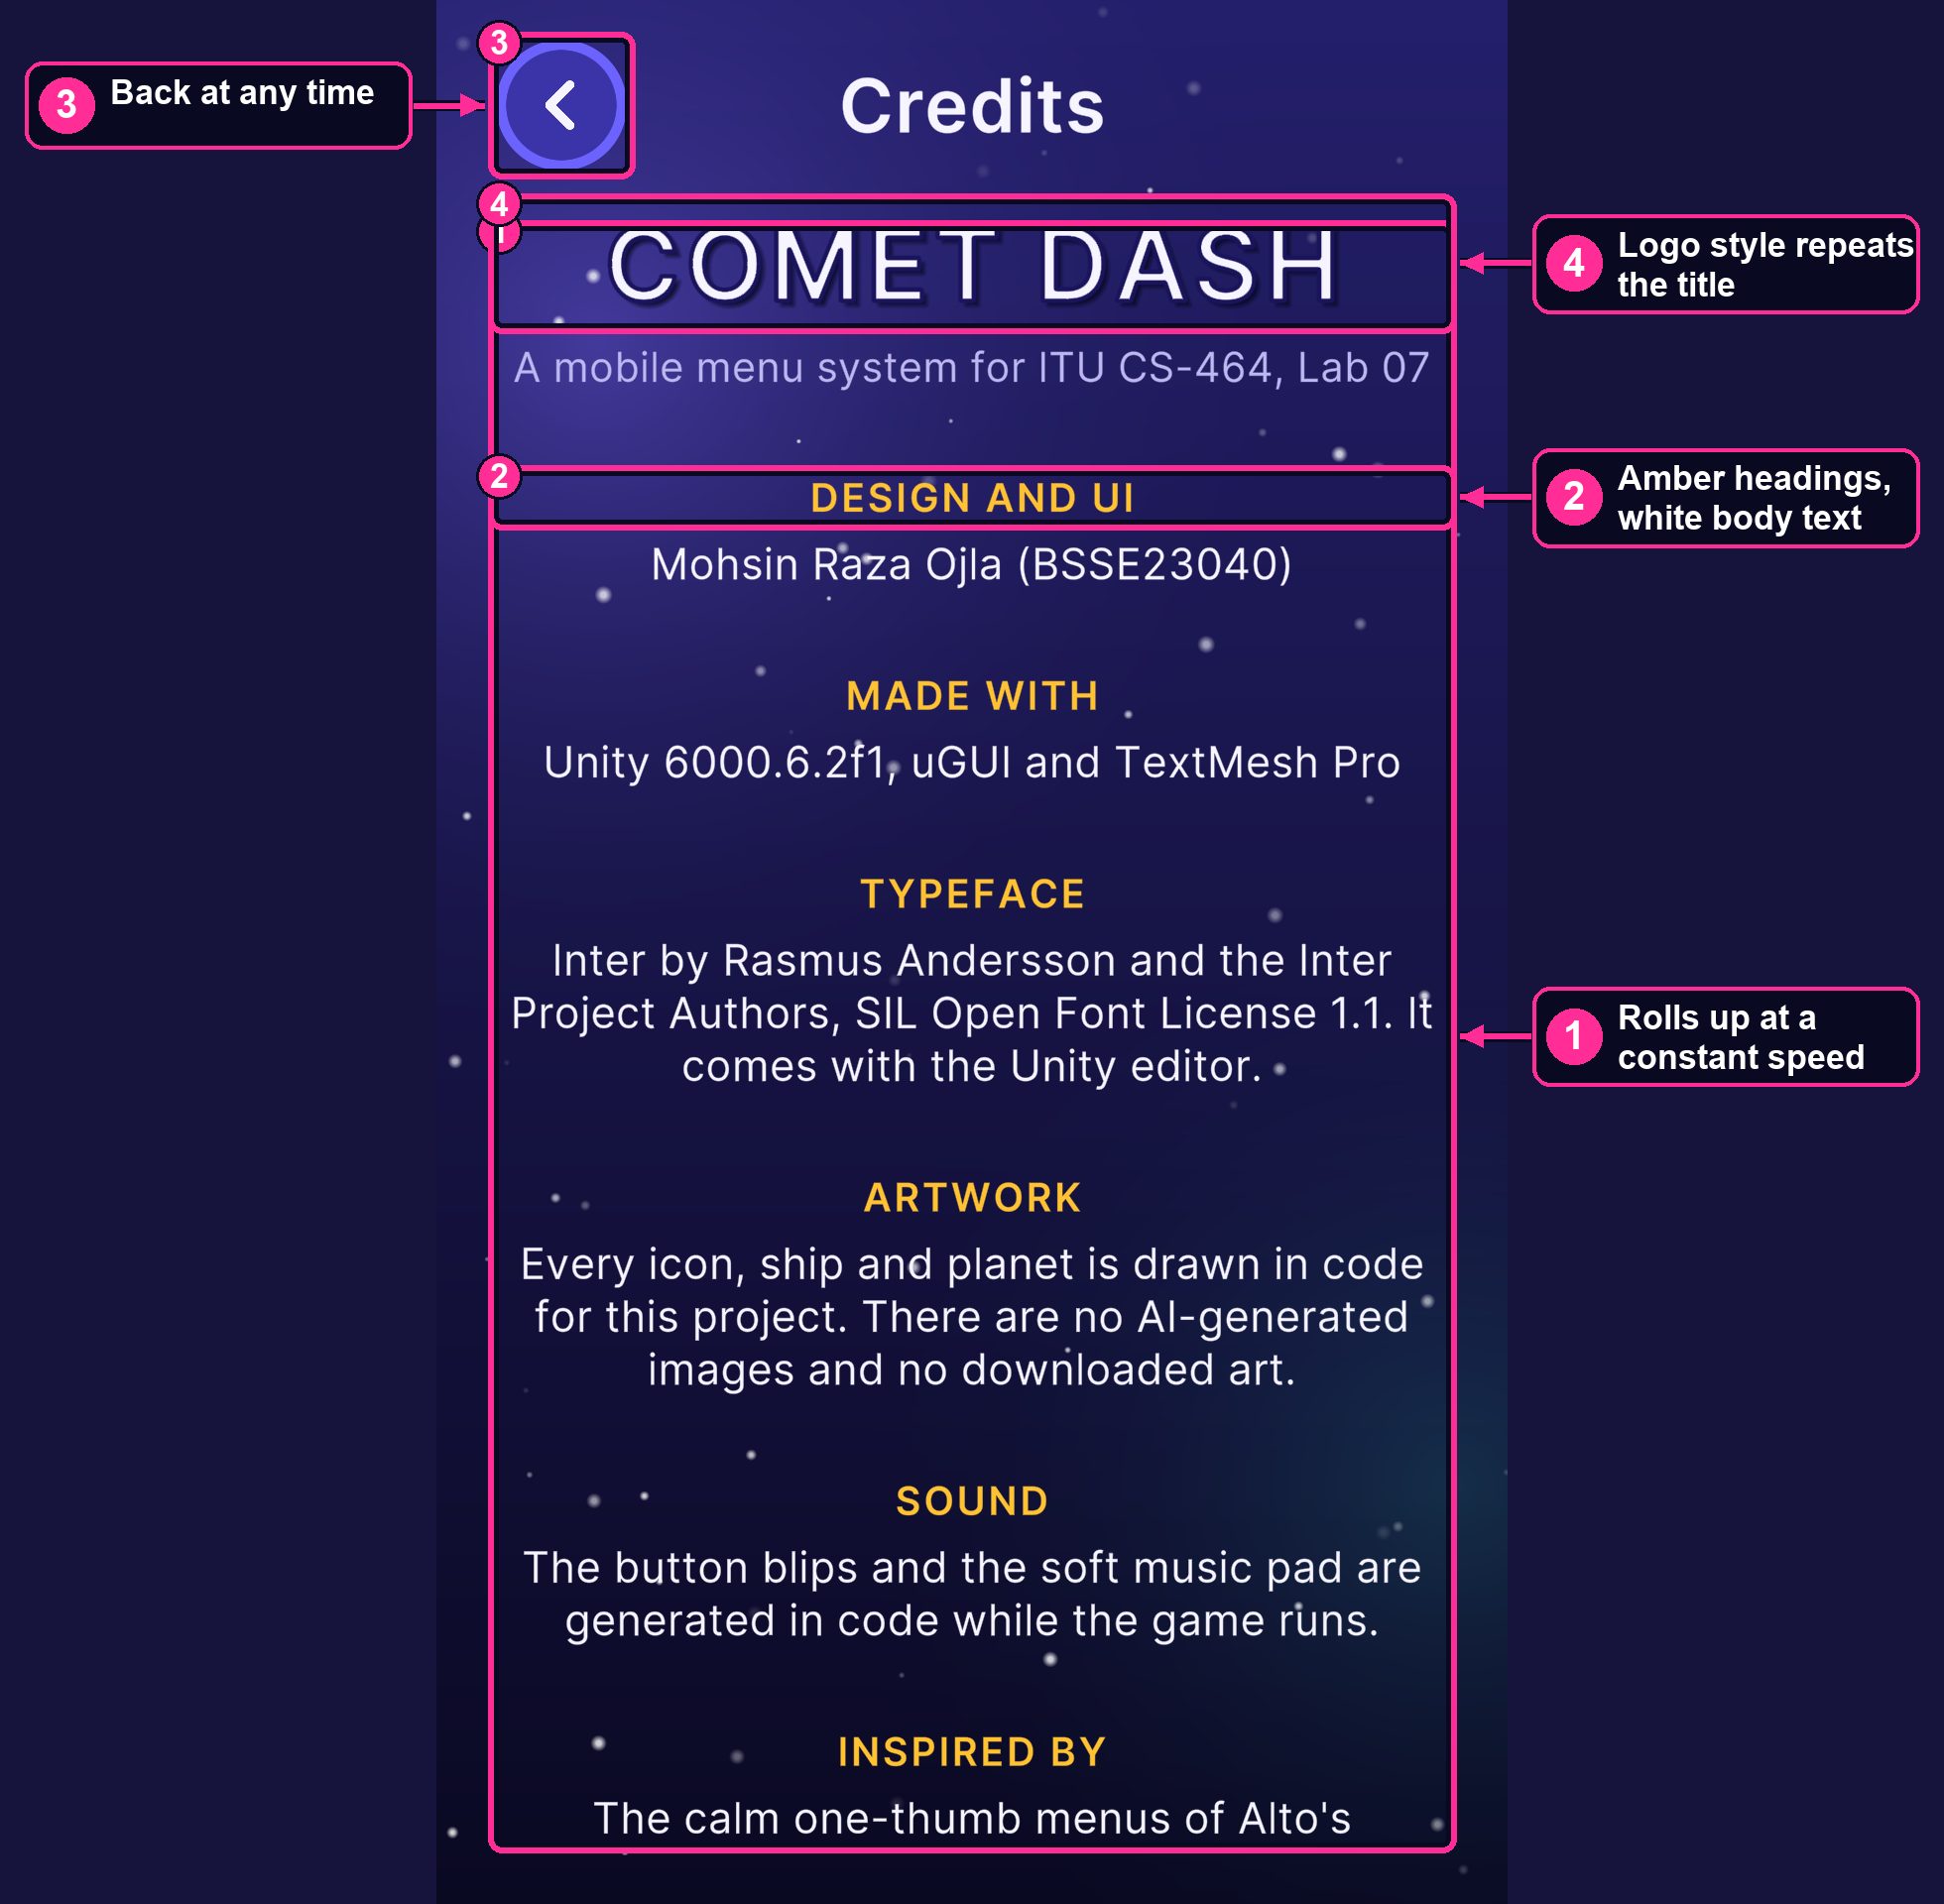 3
3 Back at any time
Credits
4
1
COMET DASH
4 Logo style repeats
the title
A mobile menu system for ITU CS-464, Lab 07
2
DESIGN AND UI
2 Amber headings,
white body text
Mohsin Raza Ojla (BSSE23040)
MADE WITH
Unity 6000.6.2f1, uGUI and TextMesh Pro
TYPEFACE
Inter by Rasmus Andersson and the Inter
Project Authors, SIL Open Font License 1.1. It
comes with the Unity editor.
1 Rolls up at a
constant speed
ARTWORK
Every icon, ship and planet is drawn in code
for this project. There are no AI-generated
images and no downloaded art.
SOUND
The button blips and the soft music pad are
generated in code while the game runs.
INSPIRED BY
The calm one-thumb menus of Alto's